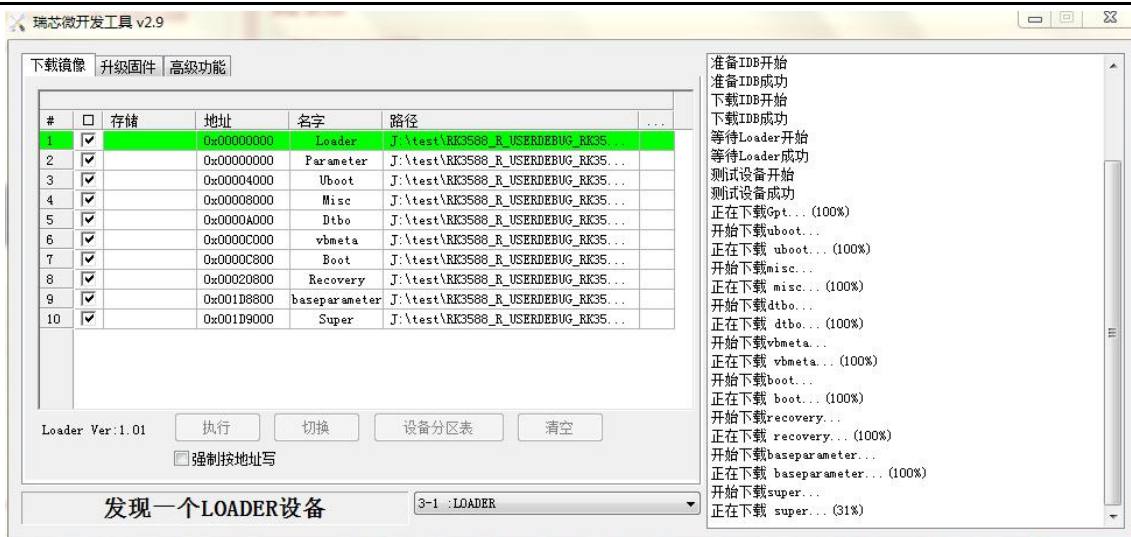 瑞芯微开发工具 v2.9
下载镜像 升级固件 高级功能
# 存储 地址 名字 路径 ...
1 0x00000000 Loader J:\test\RK3588_R_USERDEBUG_RK35...
2 0x00000000 Parameter J:\test\RK3588_R_USERDEBUG_RK35...
3 0x00004000 Uboot J:\test\RK3588_R_USERDEBUG_RK35...
4 0x00008000 Misc J:\test\RK3588_R_USERDEBUG_RK35...
5 0x0000A000 Dtbo J:\test\RK3588_R_USERDEBUG_RK35...
6 0x0000C000 vbmeta J:\test\RK3588_R_USERDEBUG_RK35...
7 0x0000C800 Boot J:\test\RK3588_R_USERDEBUG_RK35...
8 0x00020800 Recovery J:\test\RK3588_R_USERDEBUG_RK35...
9 0x001D8800 baseparameter J:\test\RK3588_R_USERDEBUG_RK35...
10 0x001D9000 Super J:\test\RK3588_R_USERDEBUG_RK35...
Loader Ver:1.01 执行 切换 设备分区表 清空
强制按地址写
发现一个LOADER设备 3-1 :LOADER
准备IDB开始
准备IDB成功
下载IDB开始
下载IDB成功
等待Loader开始
等待Loader成功
测试设备开始
测试设备成功
正在下载Gpt... (100%)
开始下载uboot...
正在下载 uboot... (100%)
开始下载misc...
正在下载 misc... (100%)
开始下载dtbo...
正在下载 dtbo... (100%)
开始下载vbmeta...
正在下载 vbmeta... (100%)
开始下载boot...
正在下载 boot... (100%)
开始下载recovery...
正在下载 recovery... (100%)
开始下载baseparameter...
正在下载 baseparameter... (100%)
开始下载super...
正在下载 super... (31%)